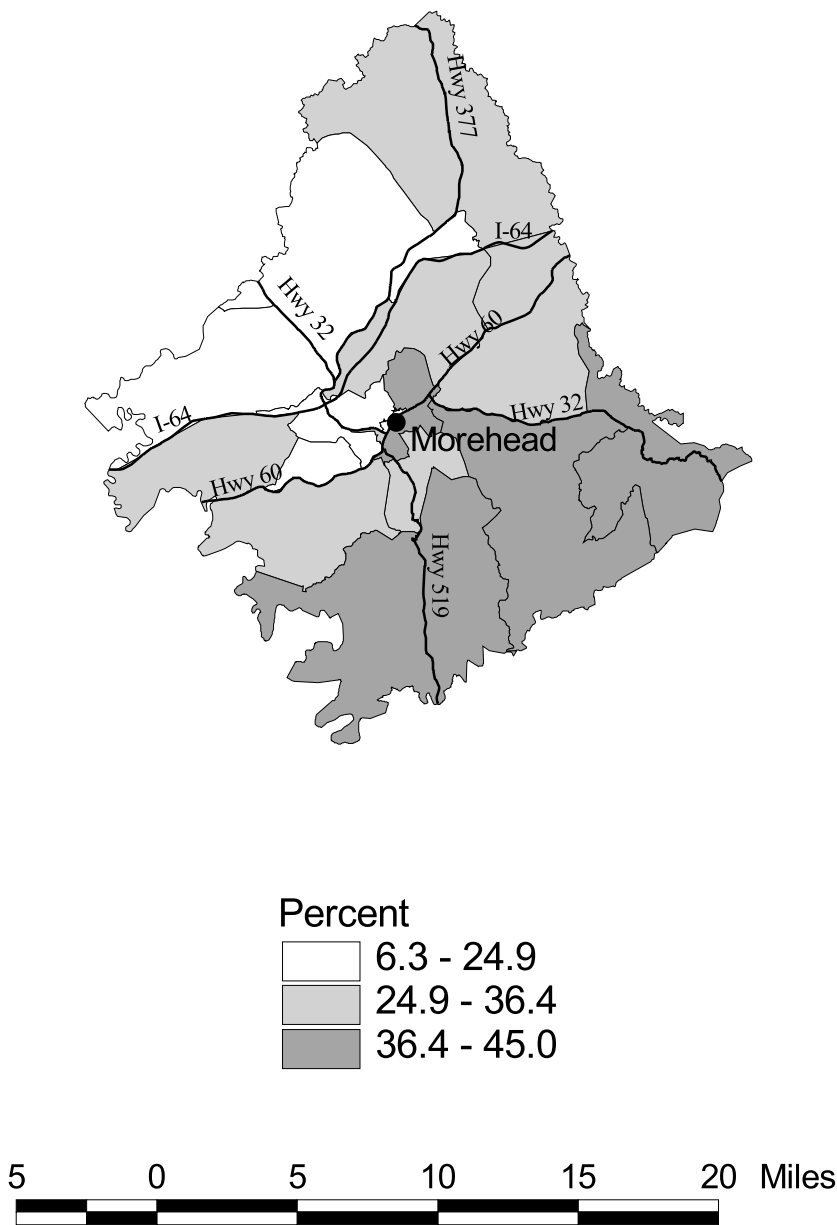 Hwy 377
I-64
Hwy 32
Hwy 60
I-64
Hwy 32
Morehead
Hwy 60
Hwy 519
Percent
6.3 - 24.9
24.9 - 36.4
36.4 - 45.0
5 0 5 10 15 20 Miles